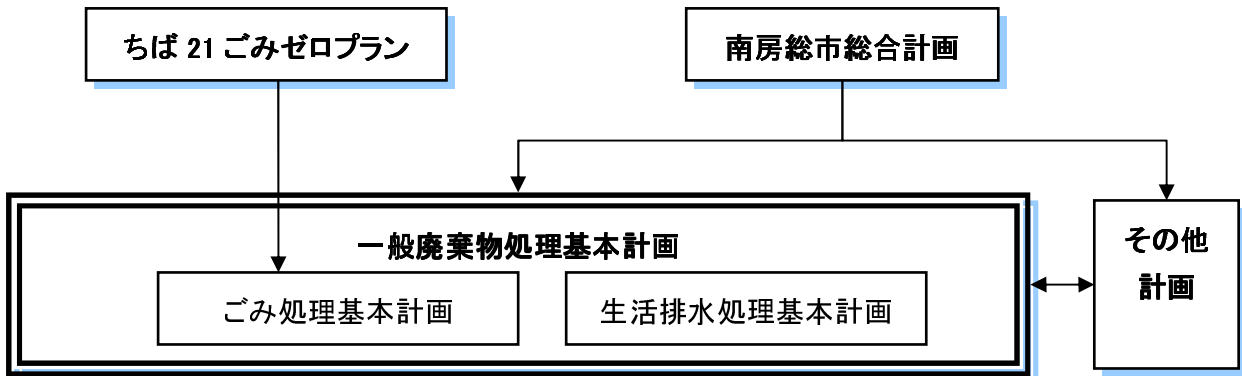 ちば 21 ごみゼロプラン
南房総市総合計画
一般廃棄物処理基本計画
ごみ処理基本計画
生活排水処理基本計画
その他
計画